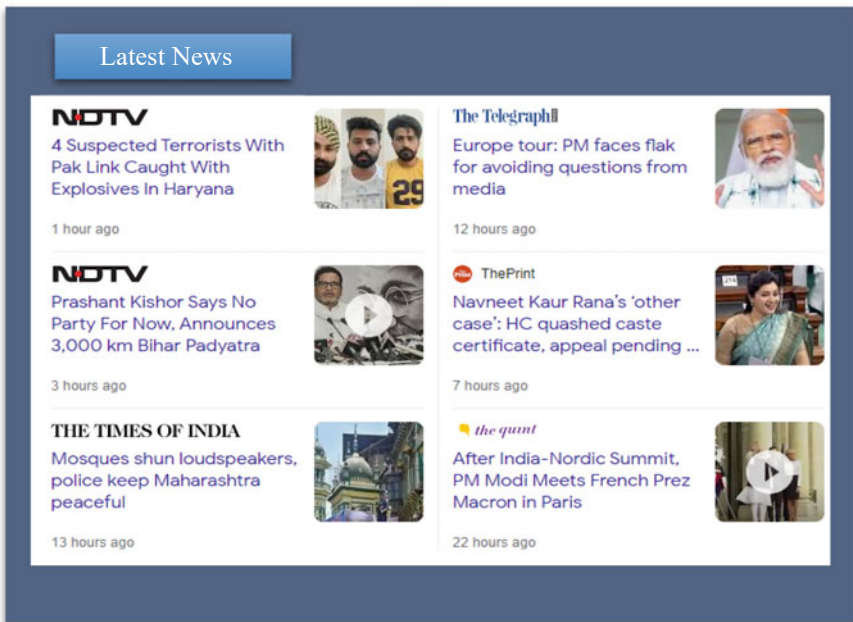 Latest News
NDTV
4 Suspected Terrorists With
Pak Link Caught With
Explosives In Haryana
29
1 hour ago
NDTV
Prashant Kishor Says No
Party For Now, Announces
3,000 km Bihar Padyatra
3 hours ago
THE TIMES OF INDIA
Mosques shun loudspeakers,
police keep Maharashtra
peaceful
13 hours ago
The Telegraph
Europe tour: PM faces flak
for avoiding questions from
media
12 hours ago
ThePrint
Navneet Kaur Rana's ‘other
case’: HC quashed caste
certificate, appeal pending ...
7 hours ago
the quint
After India-Nordic Summit,
PM Modi Meets French Prez
Macron in Paris
22 hours ago